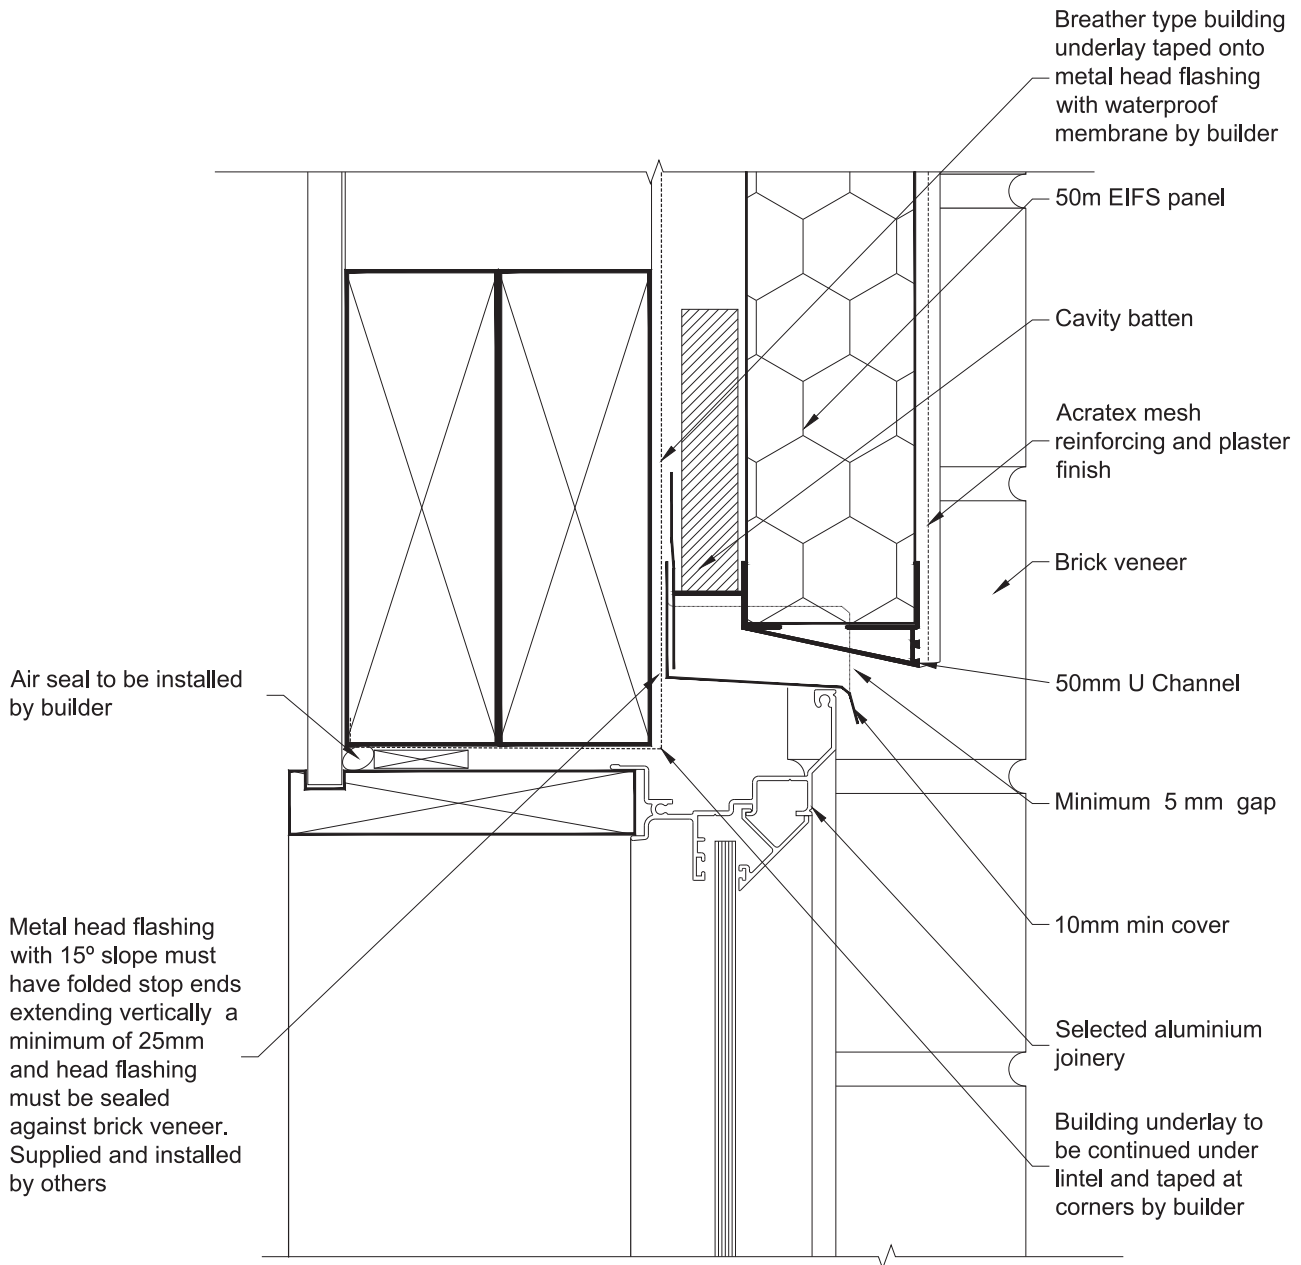 Breather type building
underlay taped onto
metal head flashing
with waterproof
membrane by builder
50m EIFS panel
Cavity batten
Acratex mesh
reinforcing and plaster
finish
Brick veneer
50mm U Channel
Minimum 5 mm gap
10mm min cover
Selected aluminium
joinery
Building underlay to
be continued under
lintel and taped at
corners by builder
Air seal to be installed
by builder
Metal head flashing
with 15º slope must
have folded stop ends
extending vertically a
minimum of 25mm
and head flashing
must be sealed
against brick veneer.
Supplied and installed
by others